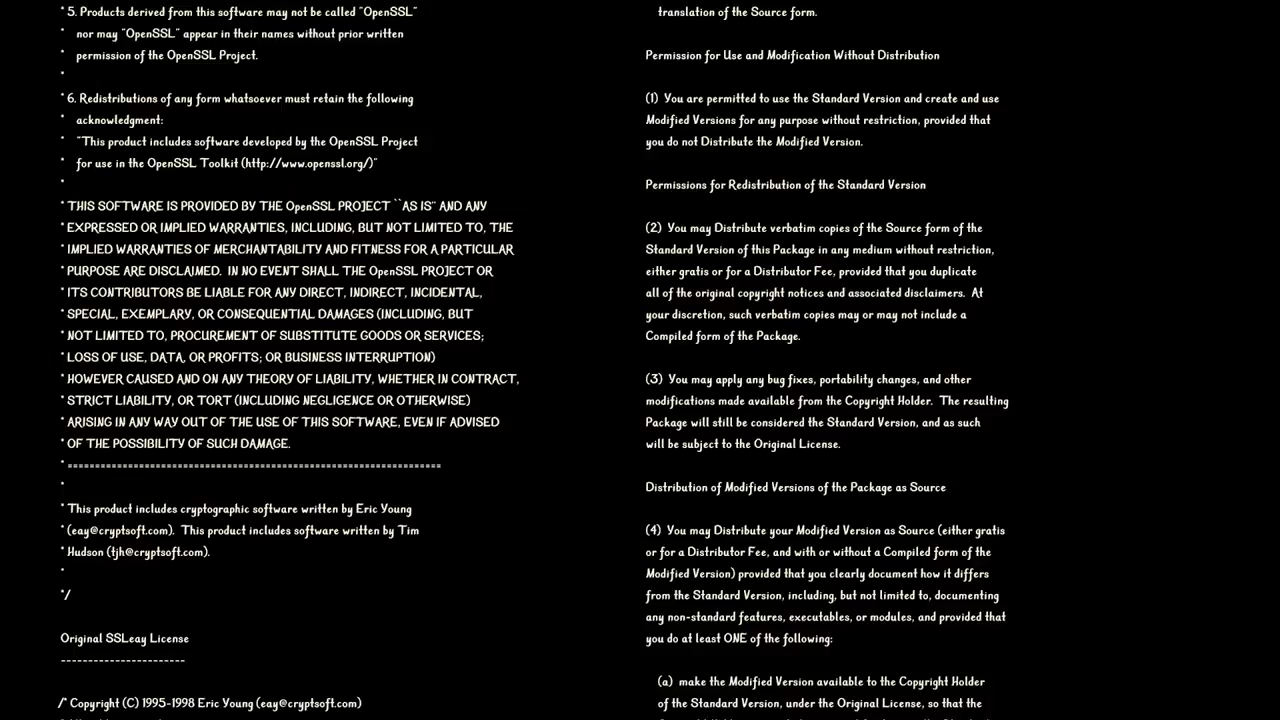 * 5. Products derived from this software may not be called "OpenSSL"
*    nor may "OpenSSL" appear in their names without prior written
*    permission of the OpenSSL Project.
*
* 6. Redistributions of any form whatsoever must retain the following
*    acknowledgment:
*    "This product includes software developed by the OpenSSL Project
*    for use in the OpenSSL Toolkit (http://www.openssl.org/)"
*
* THIS SOFTWARE IS PROVIDED BY THE OpenSSL PROJECT ``AS IS'' AND ANY
* EXPRESSED OR IMPLIED WARRANTIES, INCLUDING, BUT NOT LIMITED TO, THE
* IMPLIED WARRANTIES OF MERCHANTABILITY AND FITNESS FOR A PARTICULAR
* PURPOSE ARE DISCLAIMED.  IN NO EVENT SHALL THE OpenSSL PROJECT OR
* ITS CONTRIBUTORS BE LIABLE FOR ANY DIRECT, INDIRECT, INCIDENTAL,
* SPECIAL, EXEMPLARY, OR CONSEQUENTIAL DAMAGES (INCLUDING, BUT
* NOT LIMITED TO, PROCUREMENT OF SUBSTITUTE GOODS OR SERVICES;
* LOSS OF USE, DATA, OR PROFITS; OR BUSINESS INTERRUPTION)
* HOWEVER CAUSED AND ON ANY THEORY OF LIABILITY, WHETHER IN CONTRACT,
* STRICT LIABILITY, OR TORT (INCLUDING NEGLIGENCE OR OTHERWISE)
* ARISING IN ANY WAY OUT OF THE USE OF THIS SOFTWARE, EVEN IF ADVISED
* OF THE POSSIBILITY OF SUCH DAMAGE.
* ====================================================================
*
* This product includes cryptographic software written by Eric Young
* (eay@cryptsoft.com).  This product includes software written by Tim
* Hudson (tjh@cryptsoft.com).
*
*/
Original SSLeay License
-----------------------
/* Copyright (C) 1995-1998 Eric Young (eay@cryptsoft.com)
translation of the Source form.
Permission for Use and Modification Without Distribution
(1)  You are permitted to use the Standard Version and create and use
Modified Versions for any purpose without restriction, provided that
you do not Distribute the Modified Version.
Permissions for Redistribution of the Standard Version
(2)  You may Distribute verbatim copies of the Source form of the
Standard Version of this Package in any medium without restriction,
either gratis or for a Distributor Fee, provided that you duplicate
all of the original copyright notices and associated disclaimers.  At
your discretion, such verbatim copies may or may not include a
Compiled form of the Package.
(3)  You may apply any bug fixes, portability changes, and other
modifications made available from the Copyright Holder.  The resulting
Package will still be considered the Standard Version, and as such
will be subject to the Original License.
Distribution of Modified Versions of the Package as Source
(4)  You may Distribute your Modified Version as Source (either gratis
or for a Distributor Fee, and with or without a Compiled form of the
Modified Version) provided that you clearly document how it differs
from the Standard Version, including, but not limited to, documenting
any non-standard features, executables, or modules, and provided that
you do at least ONE of the following:
(a)  make the Modified Version available to the Copyright Holder
of the Standard Version, under the Original License, so that the